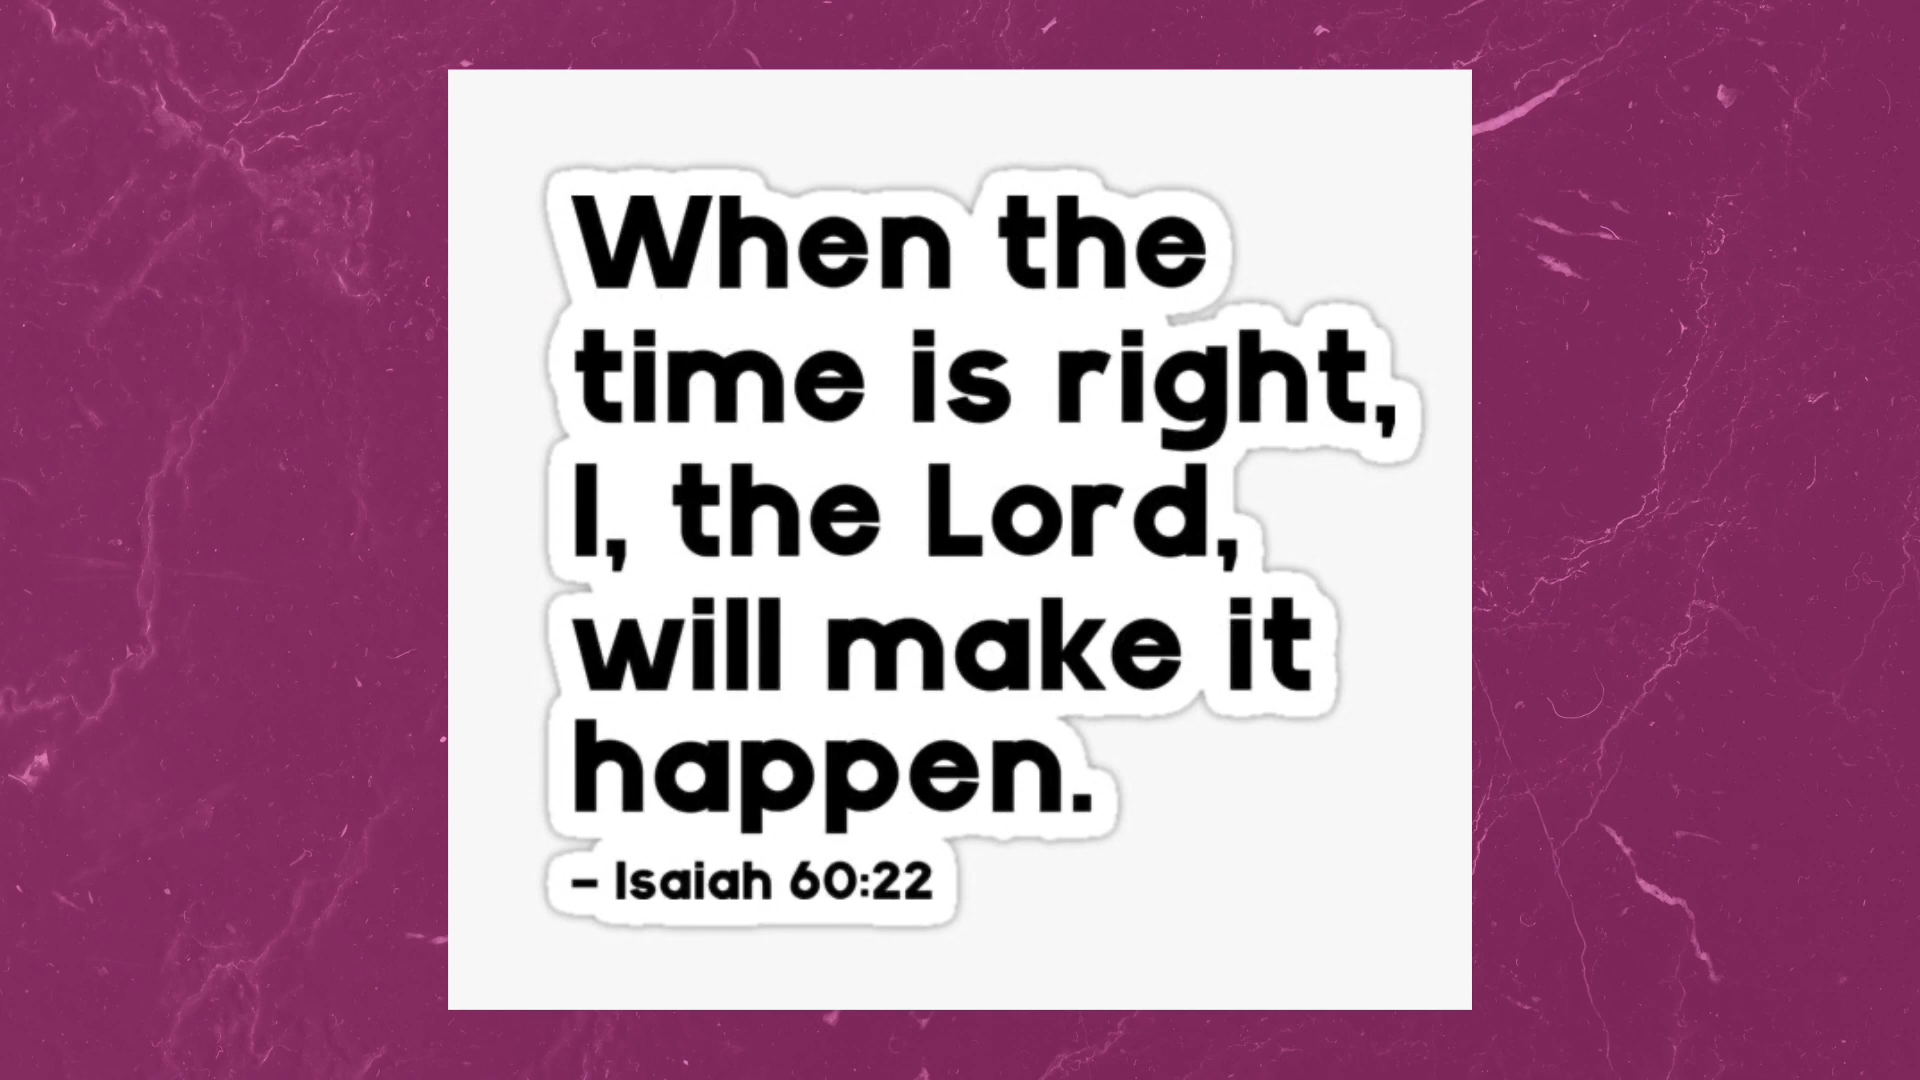 When the
time is right,
I, the Lord,
will make it
happen.
– Isaiah 60:22